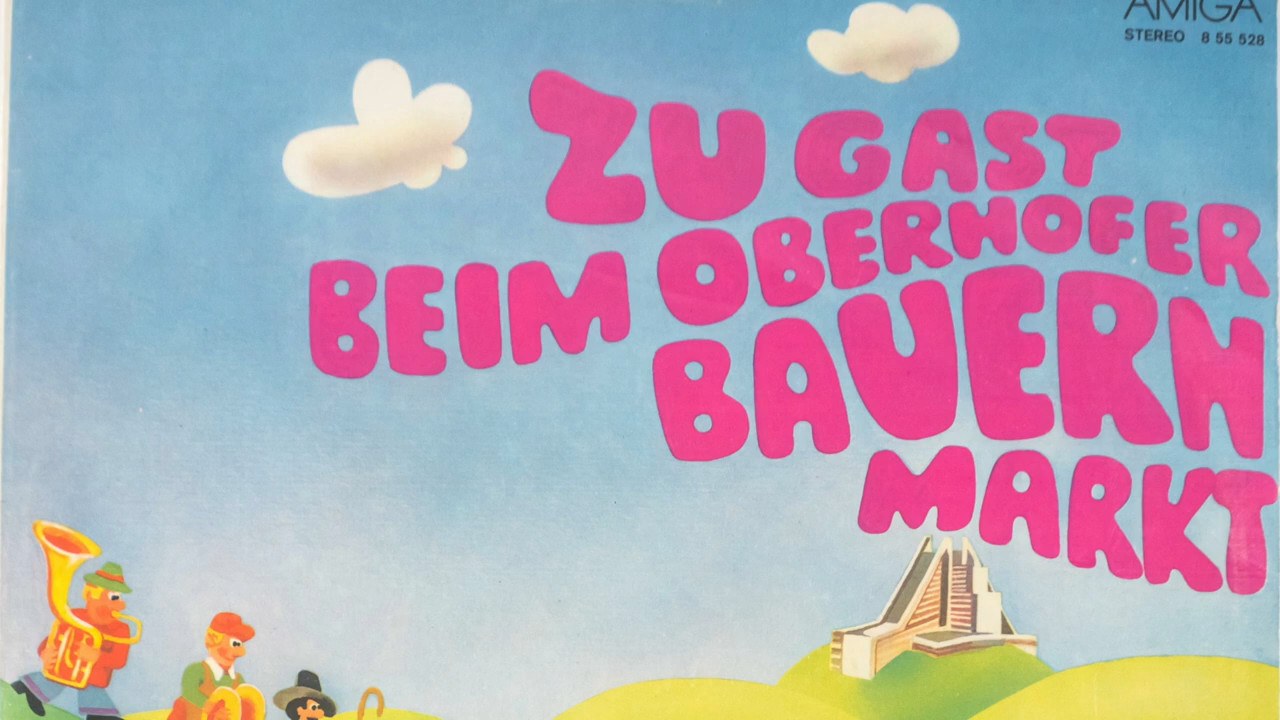 AMIGA
STEREO 8 55 528
ZU GAST
BEIM OBERHOFER
BAUERN
MARKT